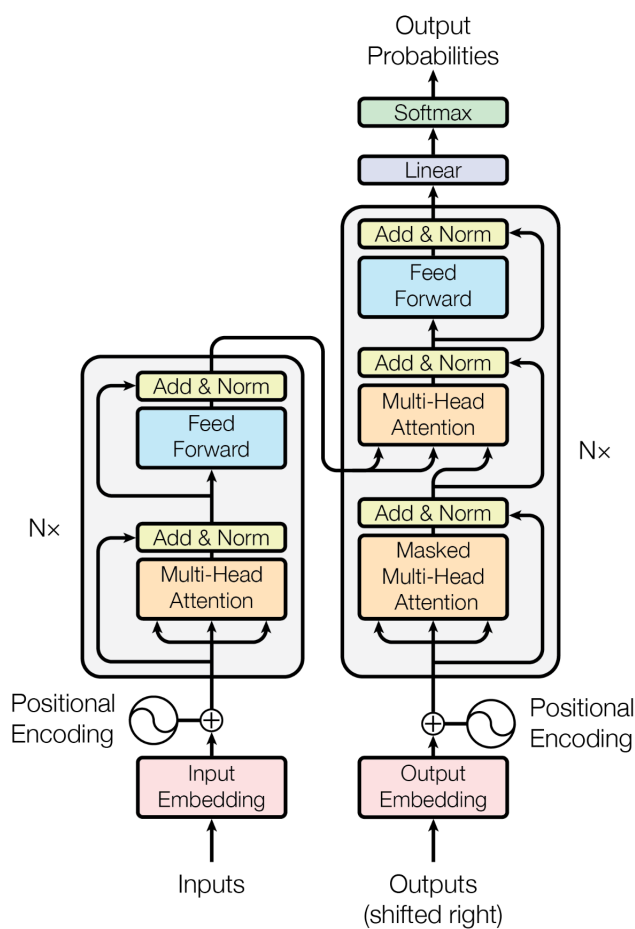 Output
Probabilities
Softmax
Linear
Add & Norm
Feed
Forward
Add & Norm
Multi-Head
Attention
Add & Norm
Masked
Multi-Head
Attention
N×
Add & Norm
Feed
Forward
Add & Norm
Multi-Head
Attention
N×
Positional
Encoding
Positional
Encoding
Input
Embedding
Output
Embedding
Inputs
Outputs
(shifted right)